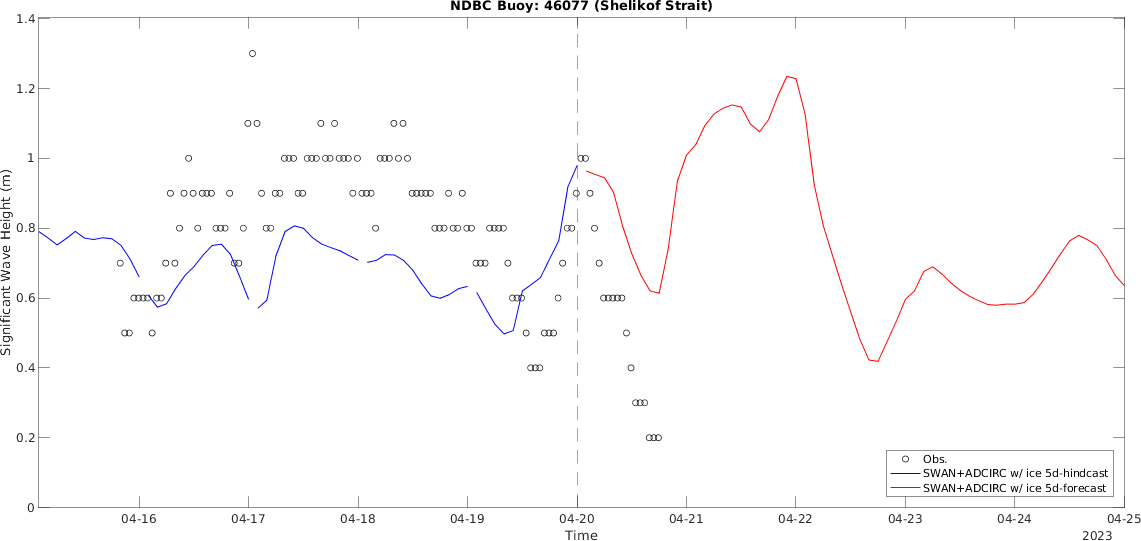 NDBC Buoy: 46077 (Shelikof Strait)
Significant Wave Height (m)
1.4
1.2
1
0.8
0.6
0.4
0.2
0
Obs.
SWAN+ADCIRC w/ ice 5d-hindcast
SWAN+ADCIRC w/ ice 5d-forecast
04-16 04-17 04-18 04-19 04-20 04-21 04-22 04-23 04-24 04-25
Time
2023